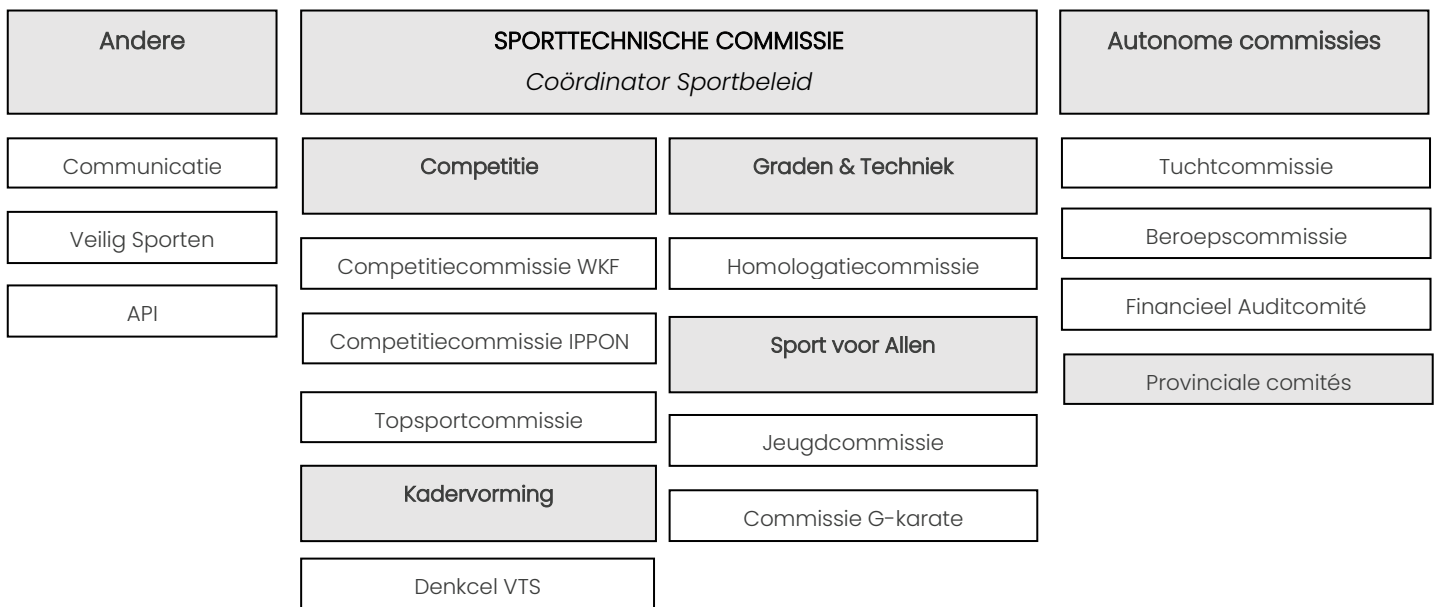 Andere
Communicatie
Veilig Sporten
API
SPORTTECHNISCHE COMMISSIE
Coördinator Sportbeleid
Competitie
Competitiecommissie WKF
Competitiecommissie IPPON
Topsportcommissie
Kadervorming
Denkcel VTS
Graden & Techniek
Homologatiecommissie
Sport voor Allen
Jeugdcommissie
Commissie G-karate
Autonome commissies
Tuchtcommissie
Beroepscommissie
Financieel Auditcomité
Provinciale comités